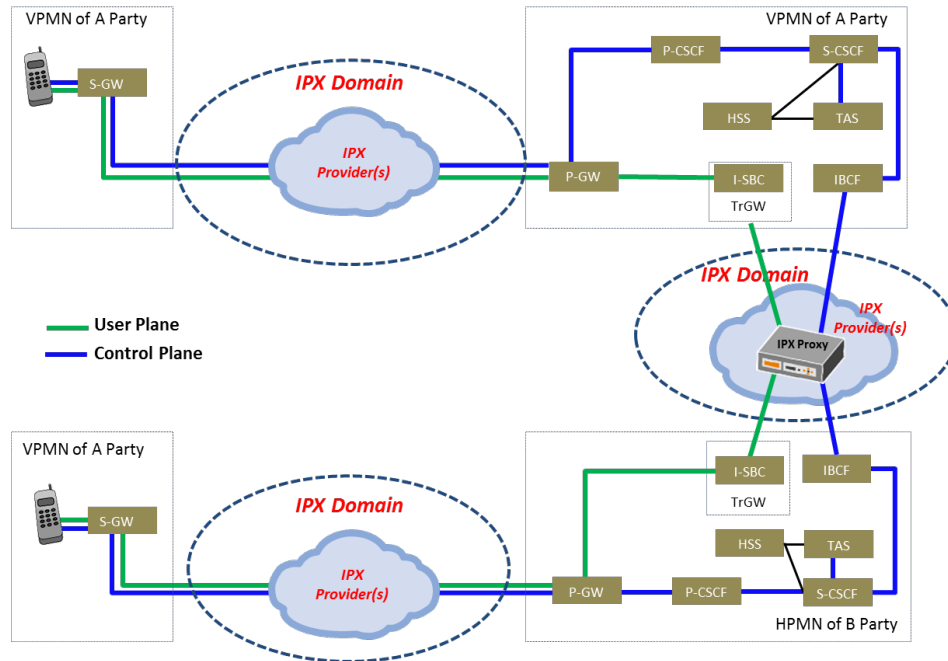 VPMN of A Party
S-GW
IPX Domain
IPX
Provider(s)
VPMN of A Party
P-CSCF
S-CSCF
HSS
TAS
P-GW
I-SBC
TrGW
IBCF
IPX Domain
IPX
Provider(s)
IPX Proxy
User Plane
Control Plane
VPMN of A Party
S-GW
IPX Domain
IPX
Provider(s)
I-SBC
TrGW
IBCF
HSS
TAS
P-GW
P-CSCF
S-CSCF
HPMN of B Party